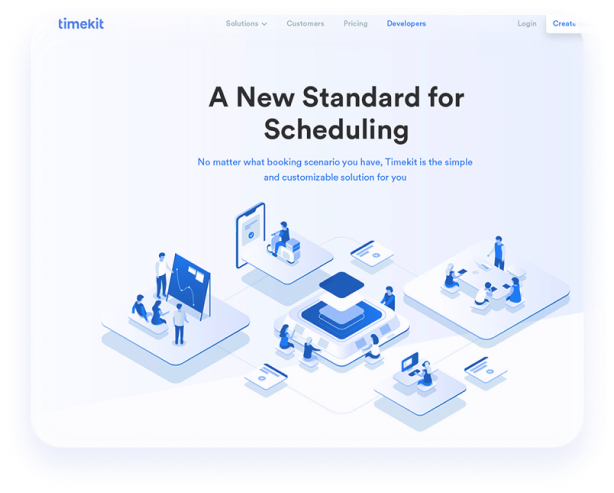 timekit
Solutions
Customers
Pricing
Developers
Login
Create
A New Standard for
Scheduling
No matter what booking scenario you have, Timekit is the simple
and customizable solution for you